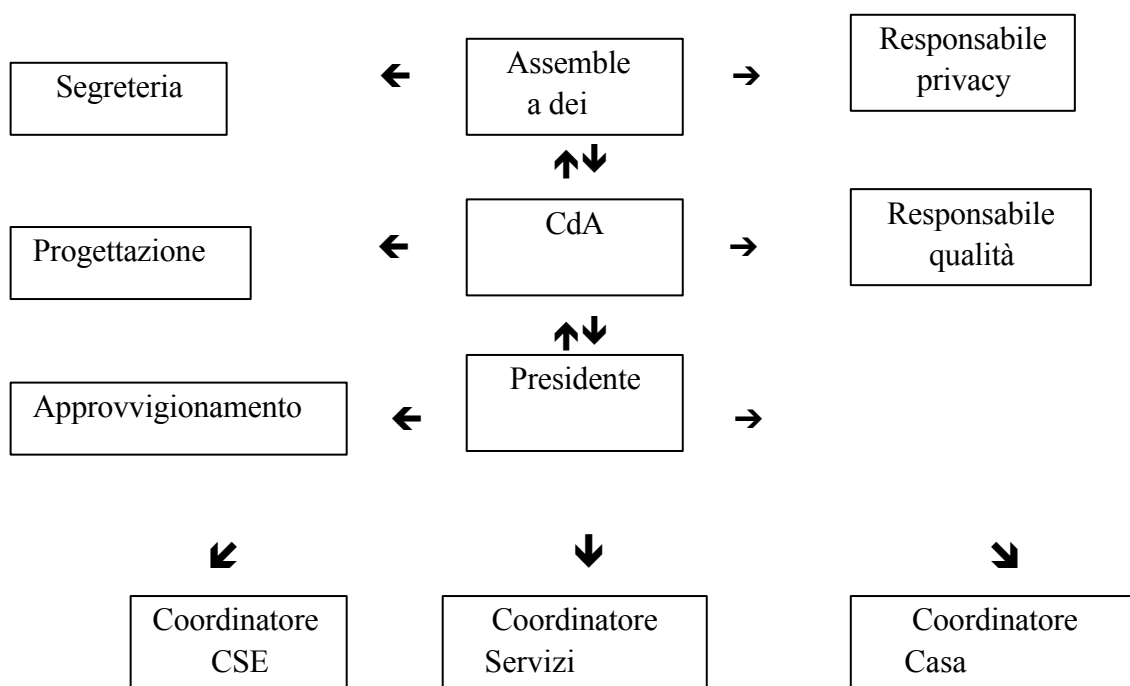 Segreteria
Assemble
a dei
Responsabile
privacy
Progettazione
CdA
Responsabile
qualità
Approvvigionamento
Presidente
Coordinatore
CSE
Coordinatore
Servizi
Coordinatore
Casa